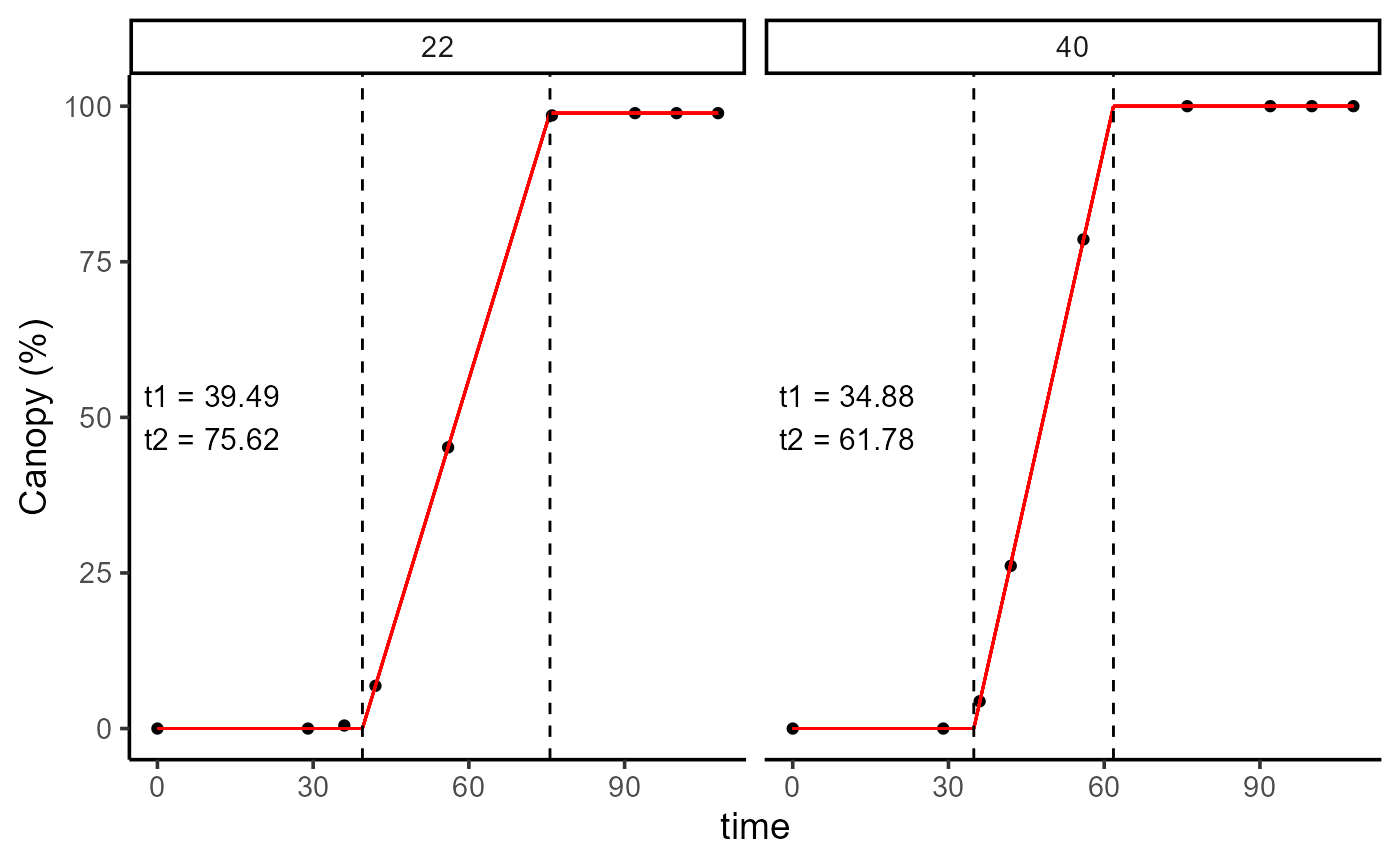 22
40
100
75
50
25
0
Canopy (%)
t1 = 39.49
t2 = 75.62
t1 = 34.88
t2 = 61.78
0 30 60 90
0 30 60 90
time